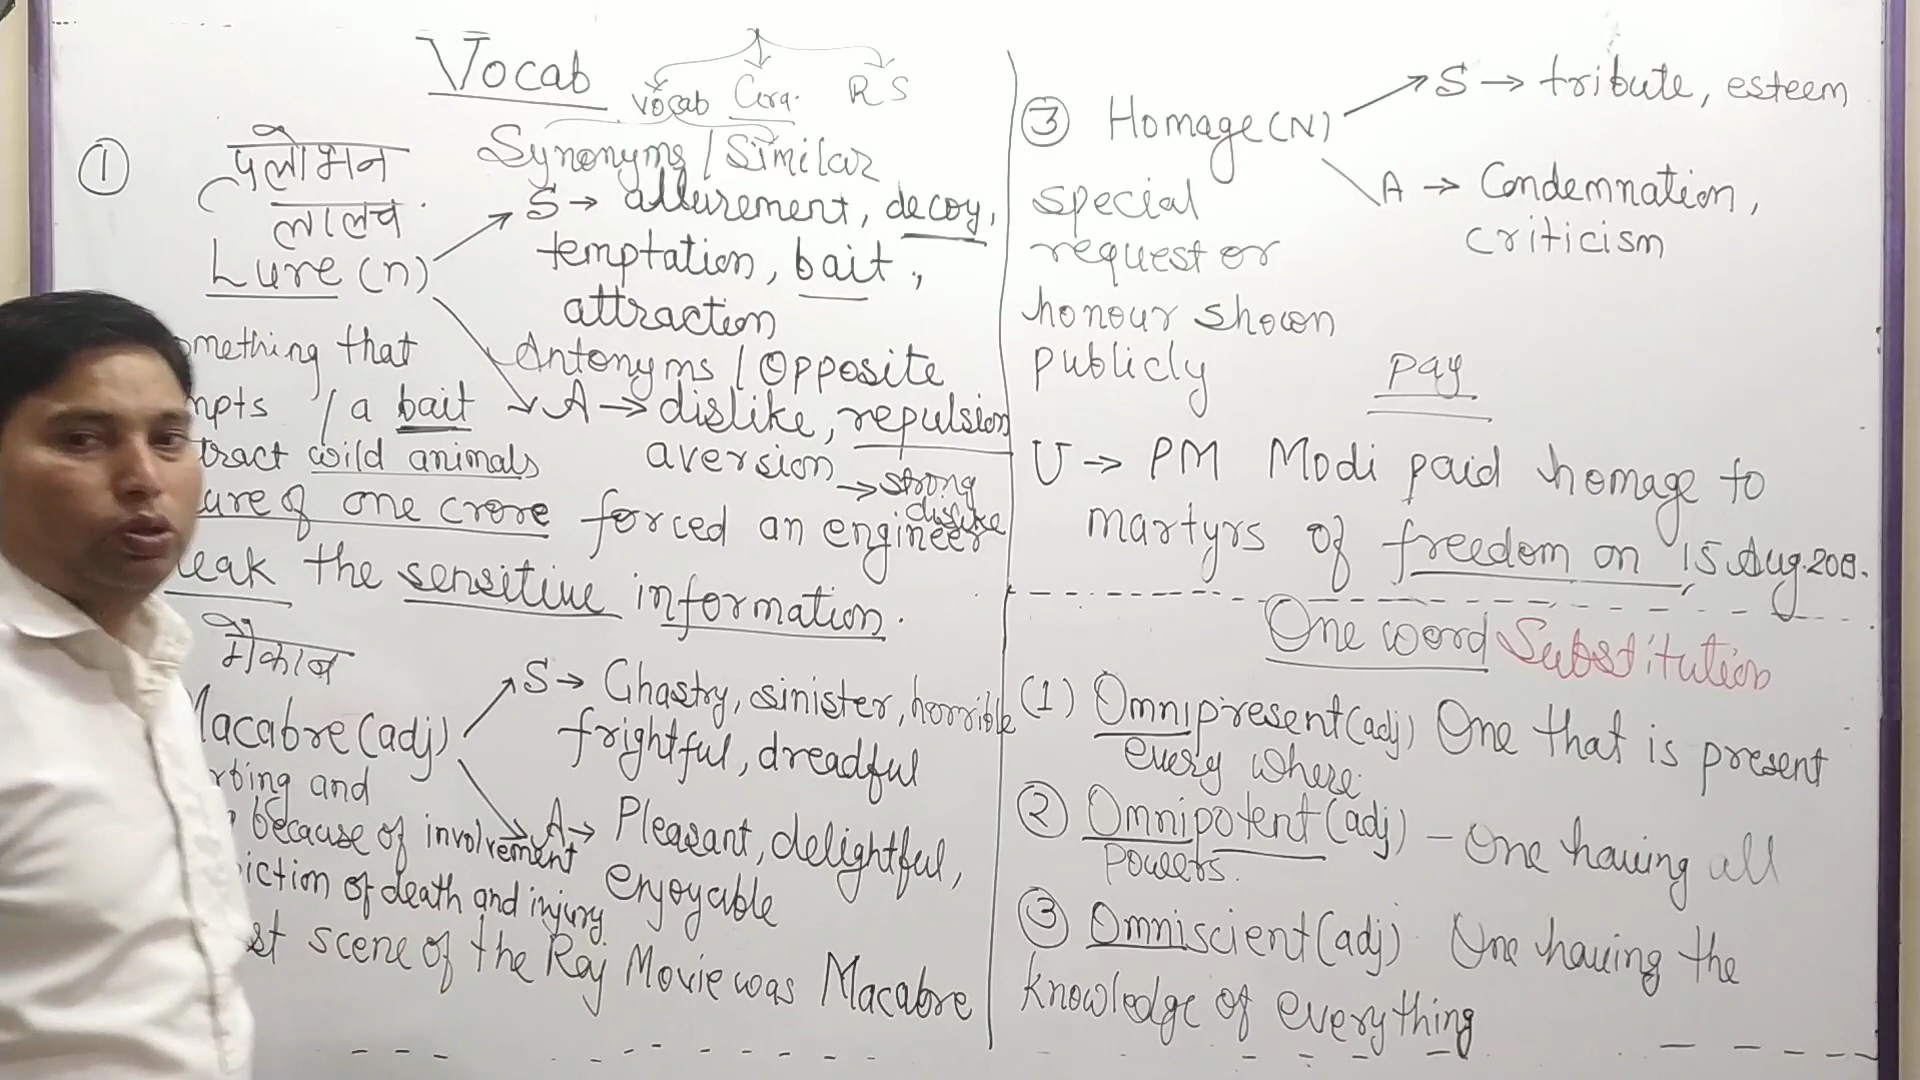 Vocab
vocab Gra. R S
① प्रलोभन
लालच
Synonyms / Similar
Lure (n)
S → allurement, decoy,
temptation, bait,
attraction
omething that
Antonyms / Opposite
mpts / a bait
A → dislike, repulsion
tract wild animals
aversion → strong
dislike
ure of one crore forced an engineer
leak the sensitive information.
मैकाब
Macabre (adj)
S → Ghastly, sinister, horrible
frightful, dreadful
rbing and
because of involvement
iction of death and injury
A → Pleasant, delightful,
enjoyable
st scene of the Raj Movie was Macabre
③ Homage (N)
S → tribute, esteem
A → Condemnation,
criticism
special
request or
honour shown
publicly
pay
U → PM Modi paid homage to
martyrs of freedom on 15 Aug.
One word Substitution
(1) Omnipresent (adj) One that is present
every where.
② Omnipotent (adj) - One having all
Powers.
③ Omniscient (adj) One having the
knowledge of everything